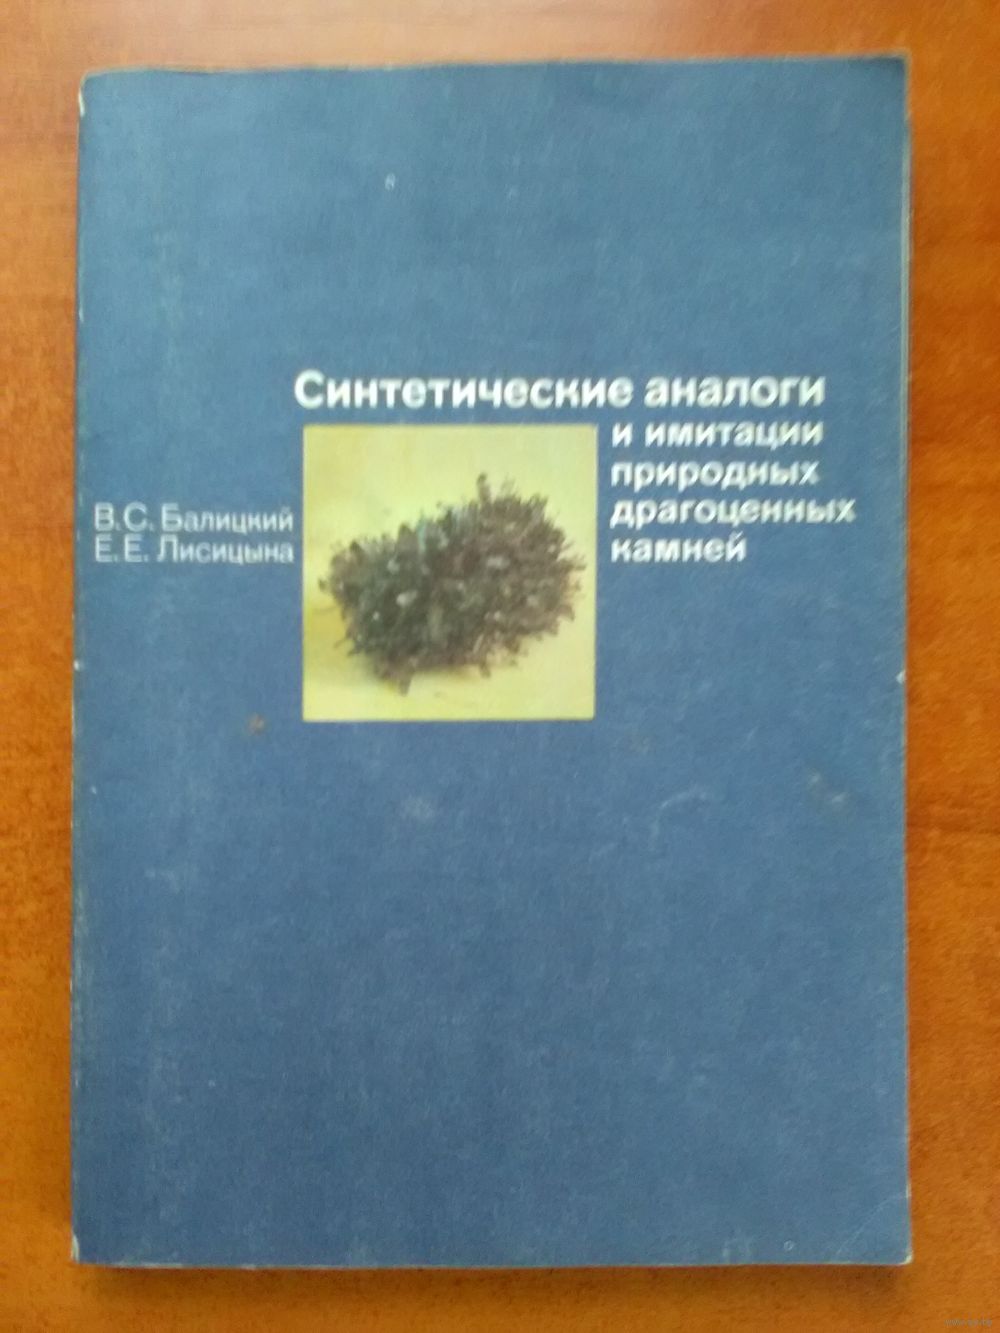 Синтетические аналоги
и имитации
природных
драгоценных
камней
В. С. Балицкий
Е. Е. Лисицына